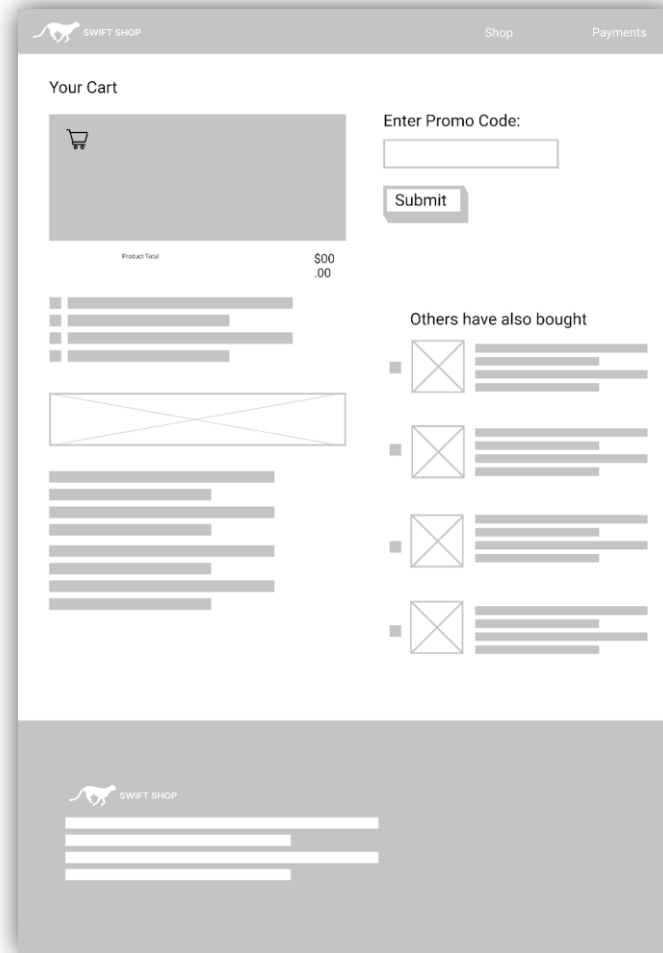 SWIFT SHOP
Shop
Payments
Your Cart
Enter Promo Code:
Submit
Product Total
$00
.00
Others have also bought
SWIFT SHOP